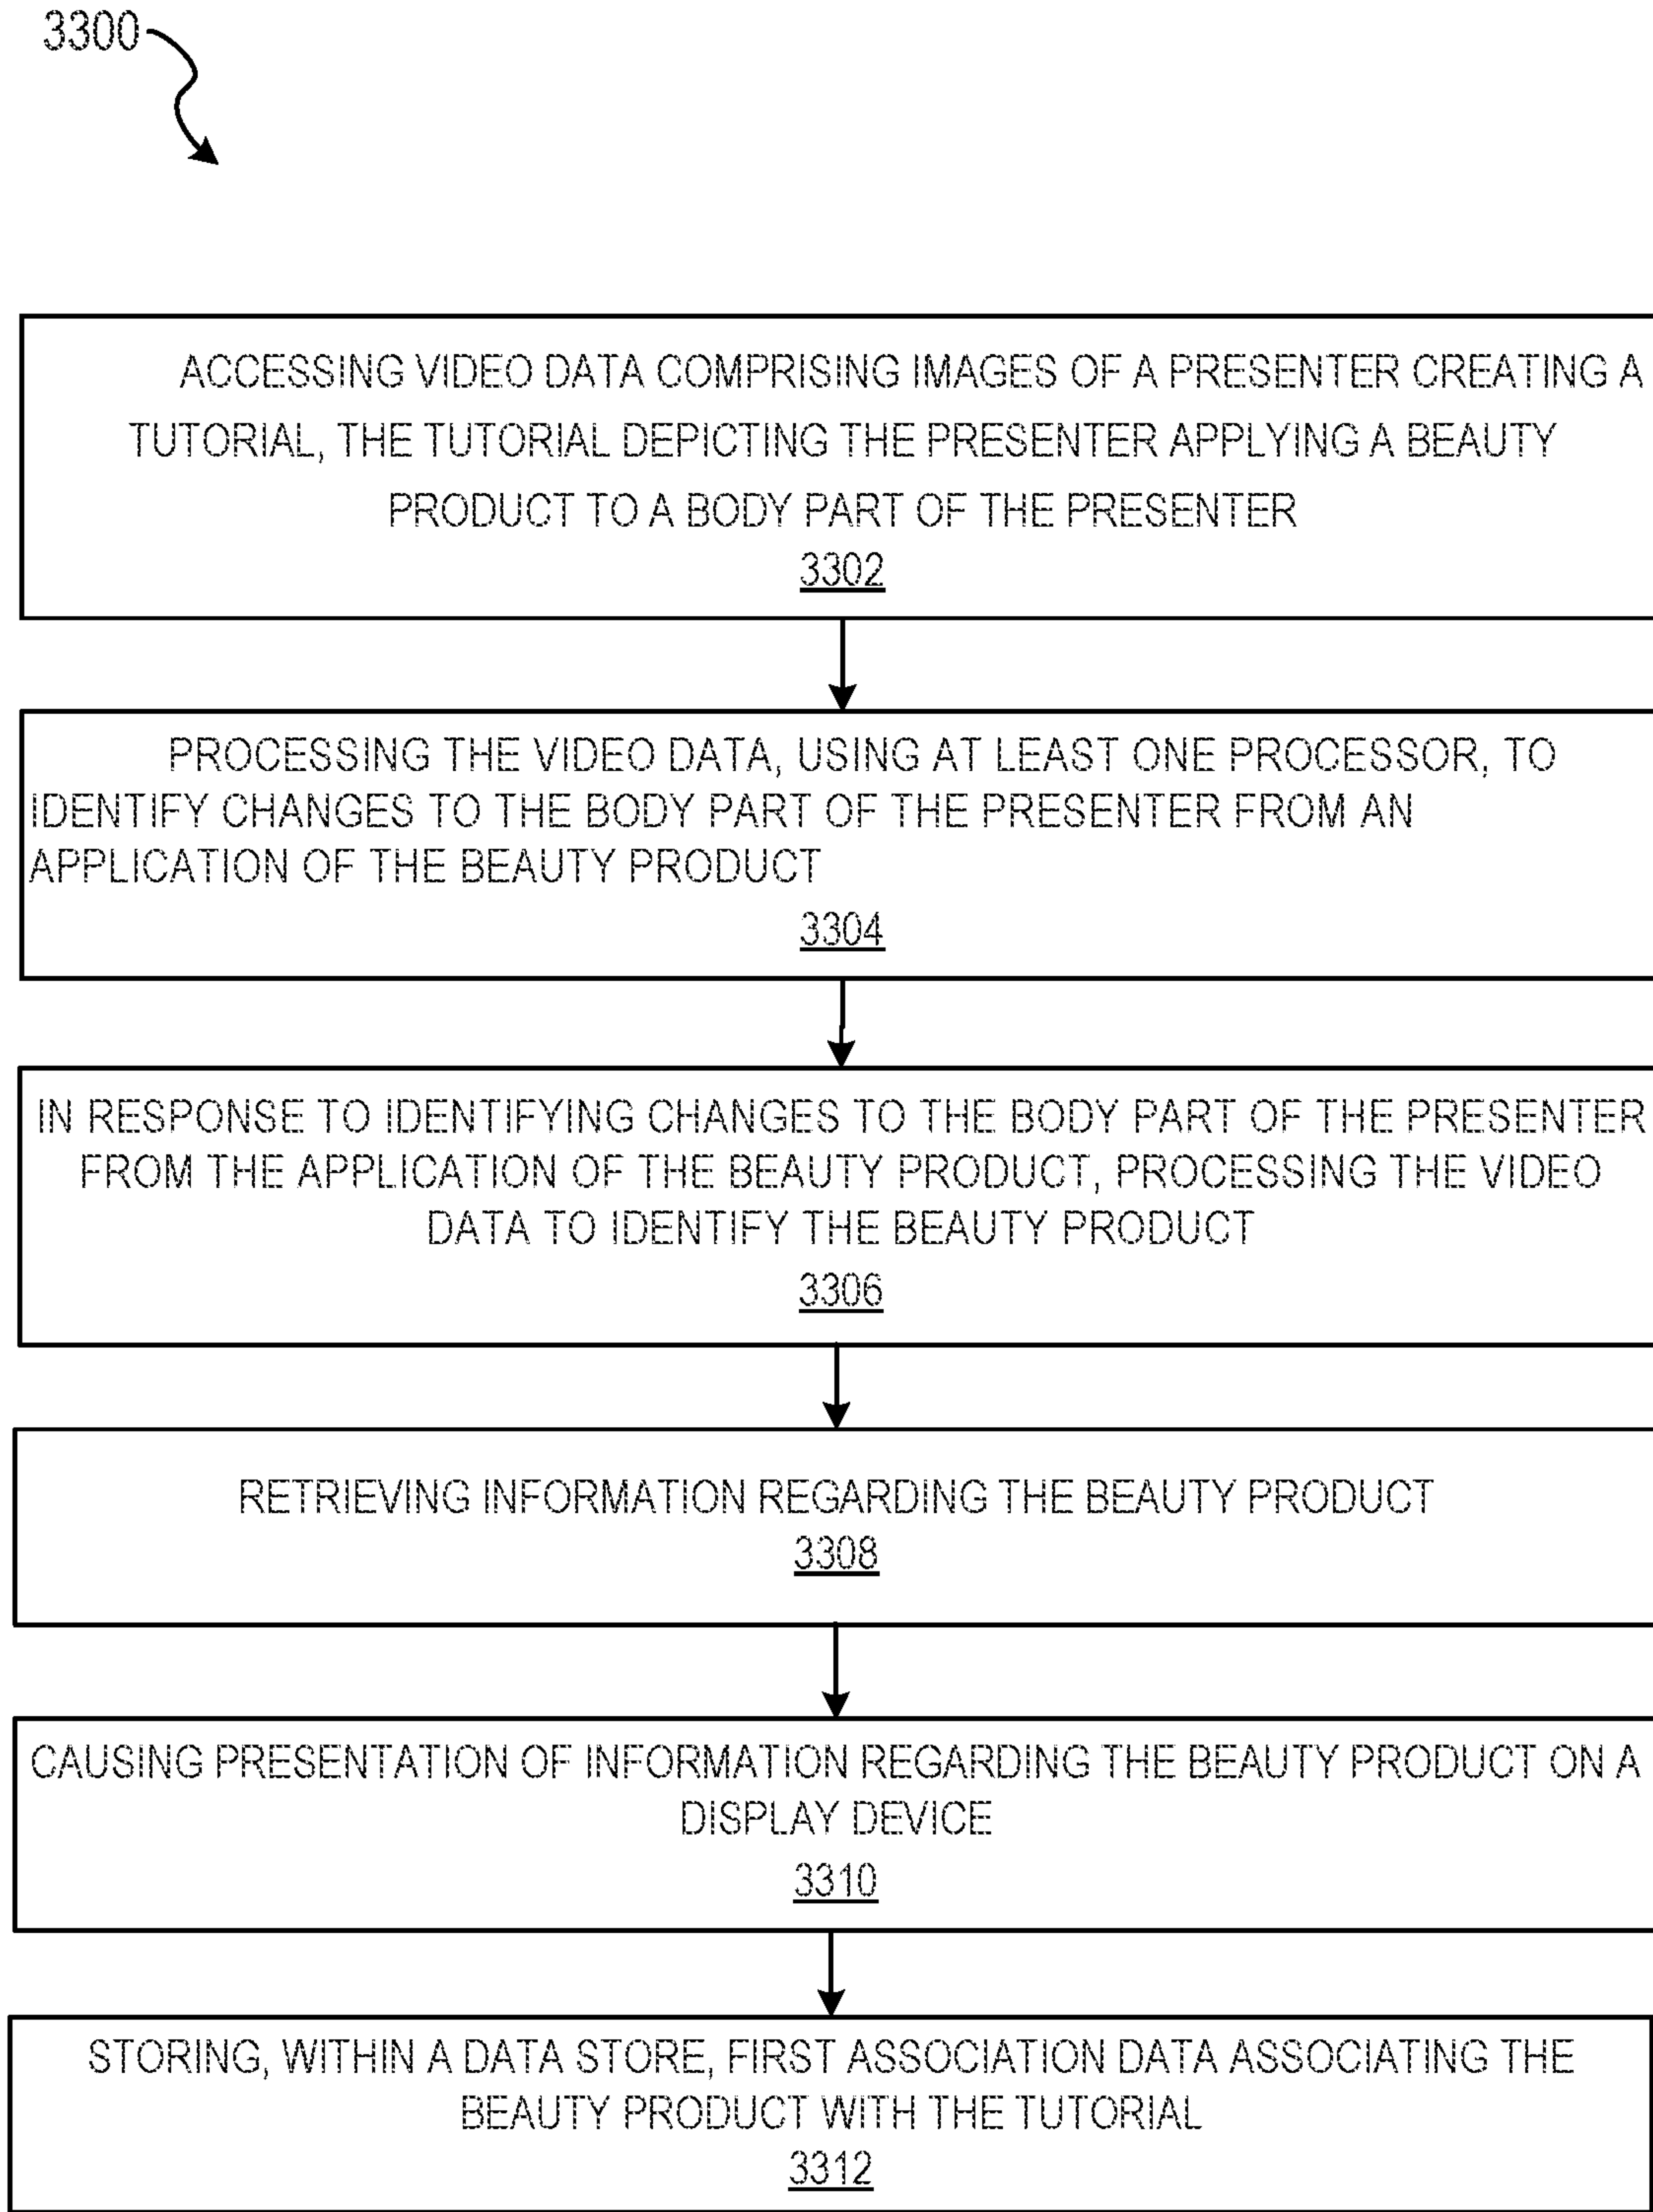 3300
ACCESSING VIDEO DATA COMPRISING IMAGES OF A PRESENTER CREATING A
TUTORIAL, THE TUTORIAL DEPICTING THE PRESENTER APPLYING A BEAUTY
PRODUCT TO A BODY PART OF THE PRESENTER
3302
PROCESSING THE VIDEO DATA, USING AT LEAST ONE PROCESSOR, TO
IDENTIFY CHANGES TO THE BODY PART OF THE PRESENTER FROM AN
APPLICATION OF THE BEAUTY PRODUCT
3304
IN RESPONSE TO IDENTIFYING CHANGES TO THE BODY PART OF THE PRESENTER
FROM THE APPLICATION OF THE BEAUTY PRODUCT, PROCESSING THE VIDEO
DATA TO IDENTIFY THE BEAUTY PRODUCT
3306
RETRIEVING INFORMATION REGARDING THE BEAUTY PRODUCT
3308
CAUSING PRESENTATION OF INFORMATION REGARDING THE BEAUTY PRODUCT ON A
DISPLAY DEVICE
3310
STORING, WITHIN A DATA STORE, FIRST ASSOCIATION DATA ASSOCIATING THE
BEAUTY PRODUCT WITH THE TUTORIAL
3312